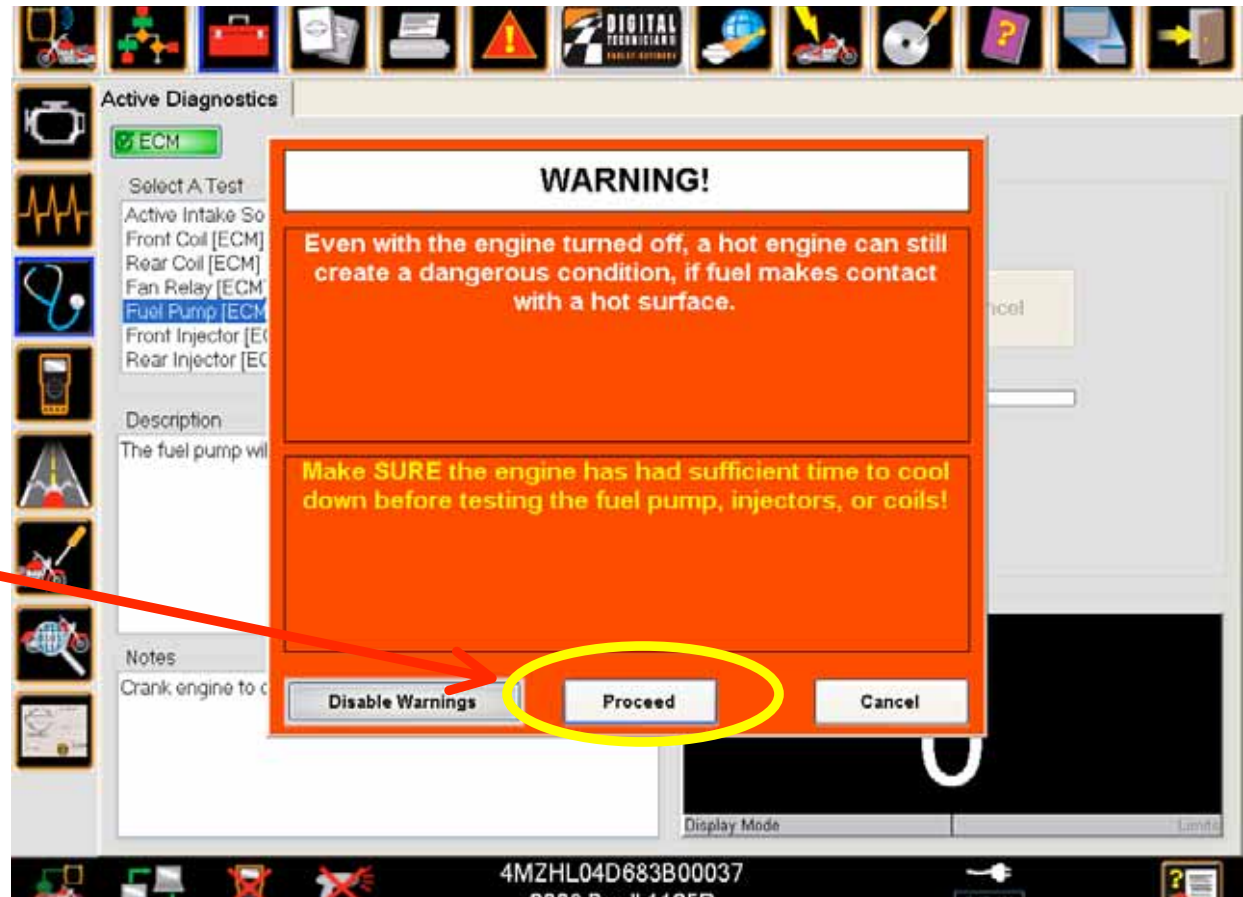 DIGITAL
TECHNICIAN
Active Diagnostics
ECM
Select A Test
Active Intake So
Front Coil [ECM]
Rear Coil [ECM]
Fan Relay [ECM
Fuel Pump [ECM
Front Injector [E
Rear Injector [EC
Description
The fuel pump wil
Notes
Crank engine to c
WARNING!
Even with the engine turned off, a hot engine can still
create a dangerous condition, if fuel makes contact
with a hot surface.
Make SURE the engine has had sufficient time to cool
down before testing the fuel pump, injectors, or coils!
Disable Warnings
Proceed
Cancel
ncel
0
Display Mode
Limits
4MZHL04D683B00037